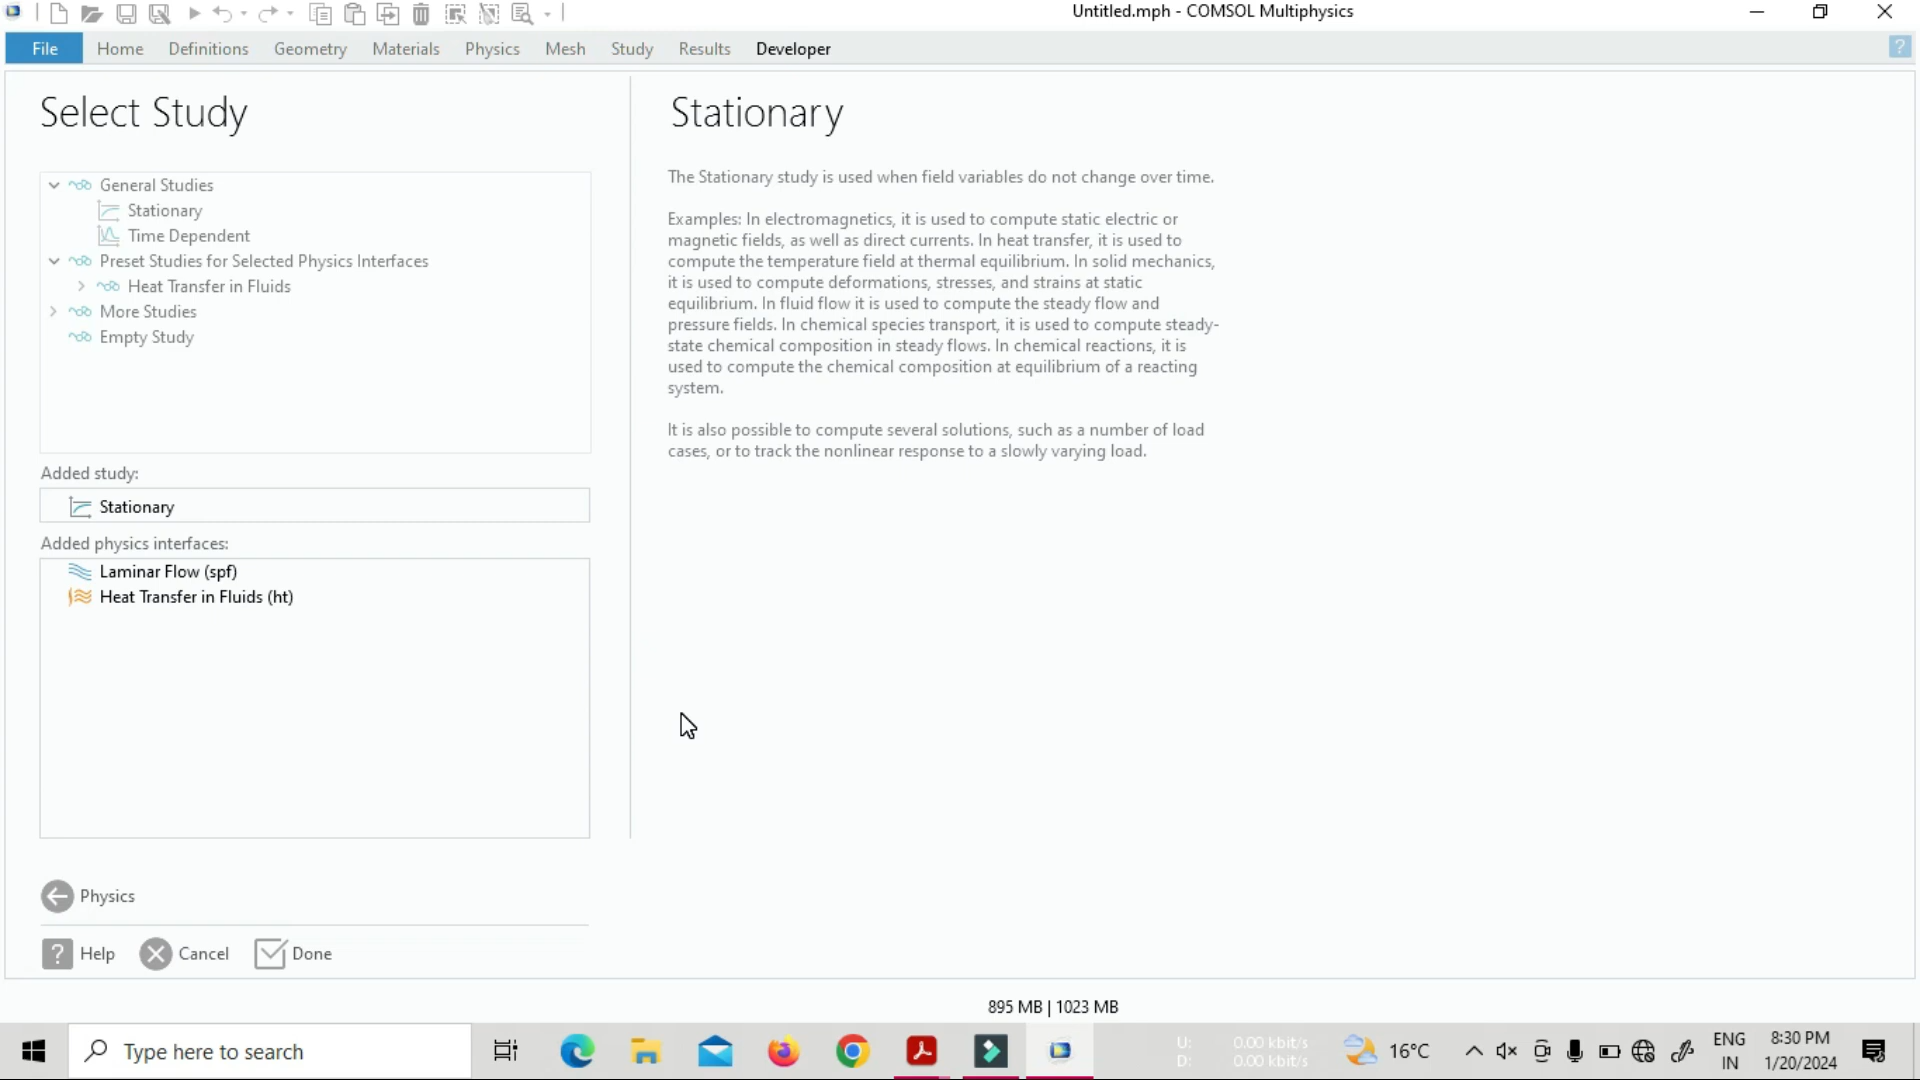 Untitled.mph - COMSOL Multiphysics
File Home Definitions Geometry Materials Physics Mesh Study Results Developer ?
Select Study
General Studies
Stationary
Time Dependent
Preset Studies for Selected Physics Interfaces
Heat Transfer in Fluids
More Studies
Empty Study
Added study:
Stationary
Added physics interfaces:
Laminar Flow (spf)
Heat Transfer in Fluids (ht)
Physics
? Help Cancel Done
Stationary
The Stationary study is used when field variables do not change over time.
Examples: In electromagnetics, it is used to compute static electric or
magnetic fields, as well as direct currents. In heat transfer, it is used to
compute the temperature field at thermal equilibrium. In solid mechanics,
it is used to compute deformations, stresses, and strains at static
equilibrium. In fluid flow it is used to compute the steady flow and
pressure fields. In chemical species transport, it is used to compute steady-
state chemical composition in steady flows. In chemical reactions, it is
used to compute the chemical composition at equilibrium of a reacting
system.
It is also possible to compute several solutions, such as a number of load
cases, or to track the nonlinear response to a slowly varying load.
895 MB | 1023 MB
Type here to search
U: 0.00 kbit/s
D: 0.00 kbit/s
16°C
ENG
IN
8:30 PM
1/20/2024